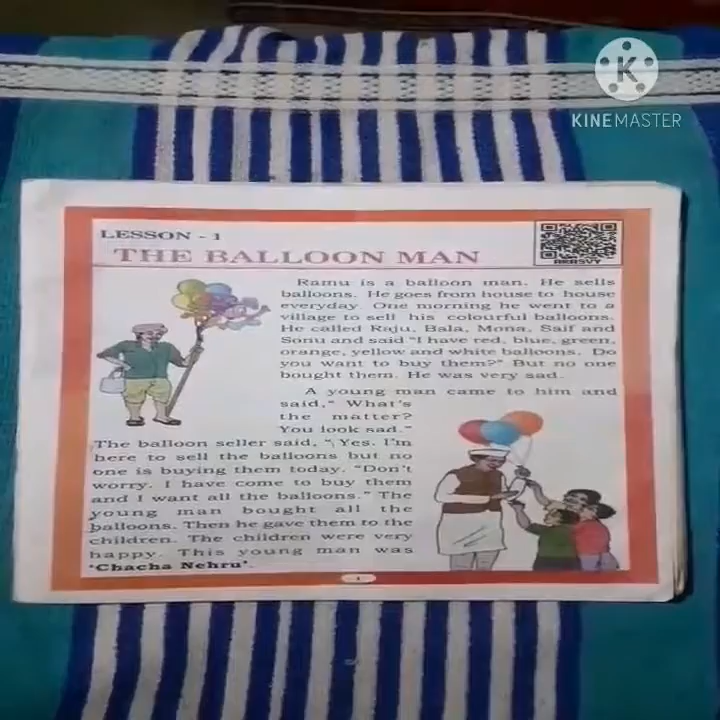 KINEMASTER
LESSON - 1
THE BALLOON MAN
Ramu is a balloon man. He sells
balloons. He goes from house to house
everyday. One morning he went to a
village to sell his colourful balloons.
He called Raju, Bala, Mona, Saif and
Sonu and said "I have red, blue, green,
orange, yellow and white balloons. Do
you want to buy them?" But no one
bought them. He was very sad.
A young man came to him and
said," What's
the matter?
You look sad."
The balloon seller said, "Yes. I'm
here to sell the balloons but no
one is buying them today. "Don't
worry. I have come to buy them
and I want all the balloons." The
young man bought all the
balloons. Then he gave them to the
children. The children were very
happy. This young man was
'Chacha Nehru'.